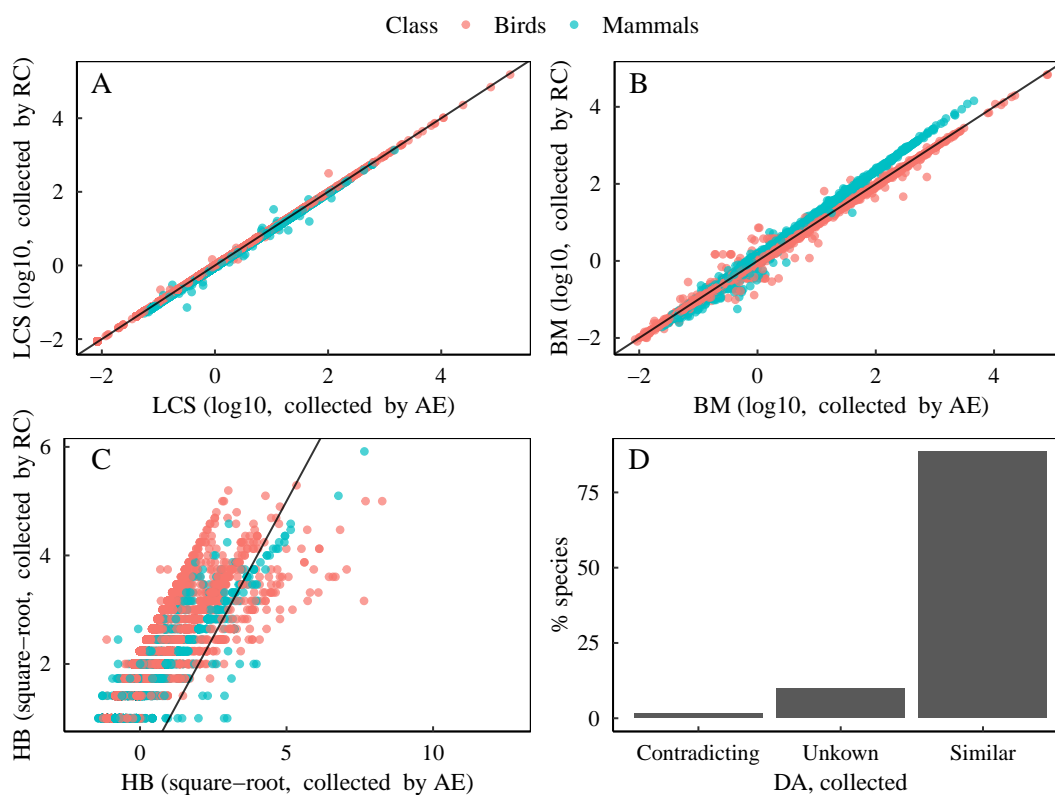 Class Birds Mammals
A
LCS (log10, collected by RC)
4
2
0
−2
−2 0 2 4
LCS (log10, collected by AE)
B
BM (log10, collected by RC)
4
2
0
−2
−2 0 2 4
BM (log10, collected by AE)
C
HB (square−root, collected by RC)
6
4
2
0 5 10
HB (square−root, collected by AE)
D
% species
75
50
25
0
Contradicting Unkown Similar
DA, collected